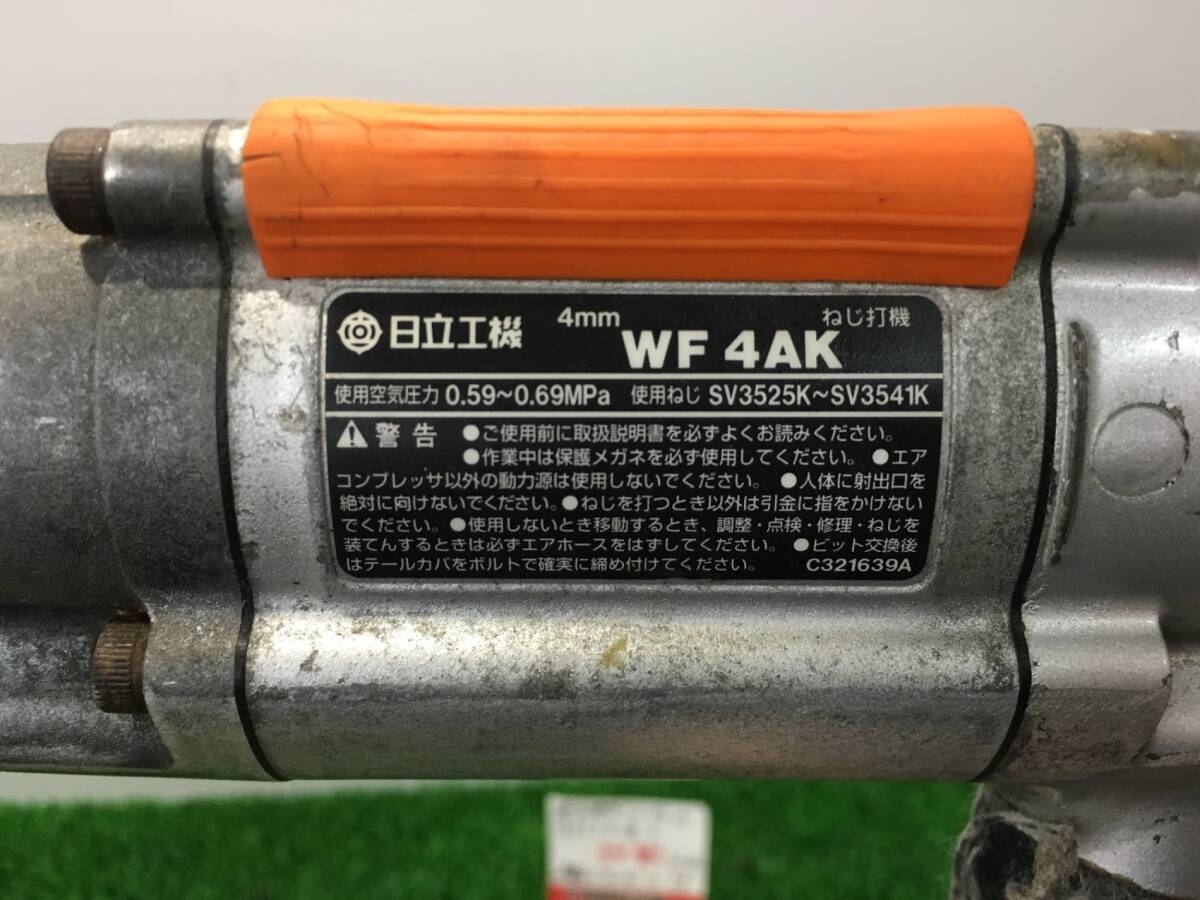 日立工機 4mm WF 4AK ねじ打機
使用空気圧力 0.59~0.69MPa 使用ねじ SV3525K~SV3541K
警告 ●ご使用前に取扱説明書を必ずよくお読みください。
●作業中は保護メガネを必ず使用してください。 ●エア
コンプレッサ以外の動力源は使用しないでください。 ●人体に射出口を
絶対に向けないでください。●ねじを打つとき以外は引金に指をかけない
でください。●使用しないとき移動するとき、調整・点検・修理・ねじを
装てんするときは必ずエアホースをはずしてください。 ●ビット交換後
はテールカバをボルトで確実に締め付けてください。 C321639A